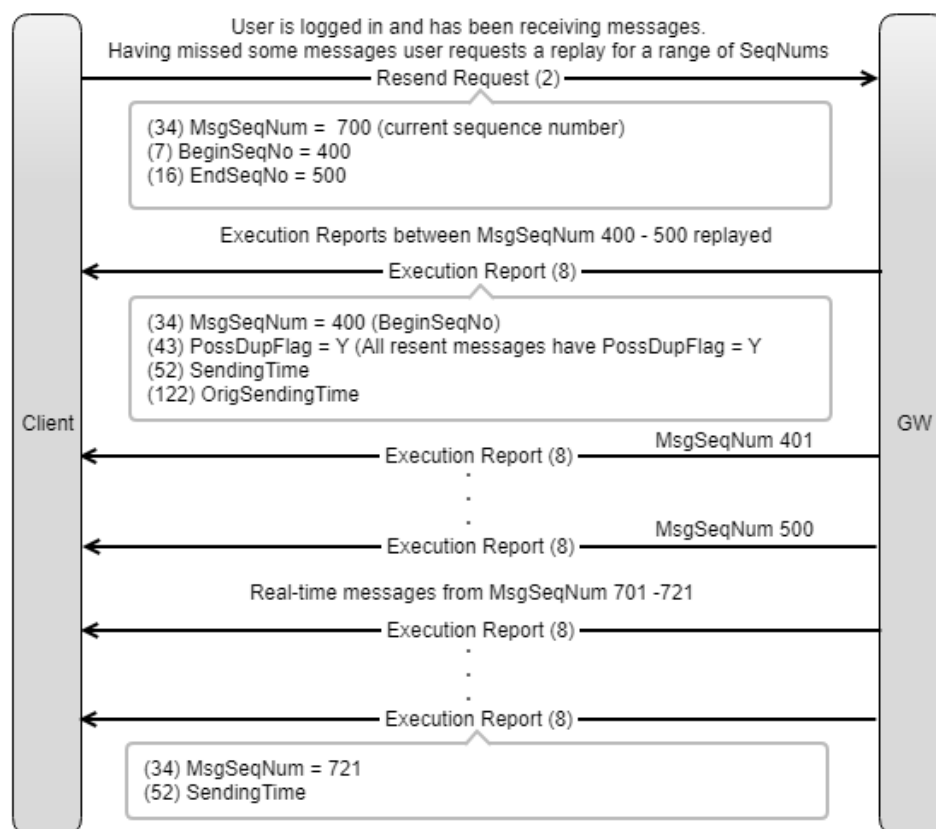 User is logged in and has been receiving messages.
Having missed some messages user requests a replay for a range of SeqNums
Resend Request (2)
(34) MsgSeqNum =  700 (current sequence number)
(7) BeginSeqNo = 400
(16) EndSeqNo = 500
Execution Reports between MsgSeqNum 400 - 500 replayed
Execution Report (8)
(34) MsgSeqNum = 400 (BeginSeqNo)
(43) PossDupFlag = Y (All resent messages have PossDupFlag = Y
(52) SendingTime
(122) OrigSendingTime
Client
GW
MsgSeqNum 401
Execution Report (8)
.
.
.
MsgSeqNum 500
Execution Report (8)
Real-time messages from MsgSeqNum 701 -721
Execution Report (8)
.
.
.
Execution Report (8)
(34) MsgSeqNum = 721
(52) SendingTime